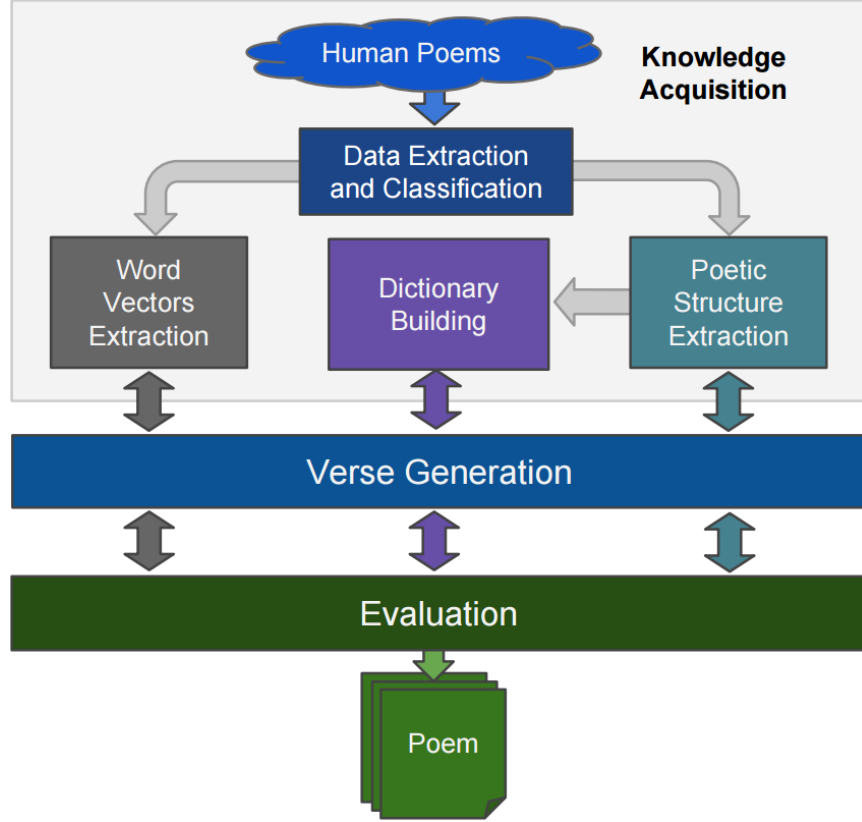 Human Poems
Knowledge
Acquisition
Data Extraction
and Classification
Word
Vectors
Extraction
Dictionary
Building
Poetic
Structure
Extraction
Verse Generation
Evaluation
Poem